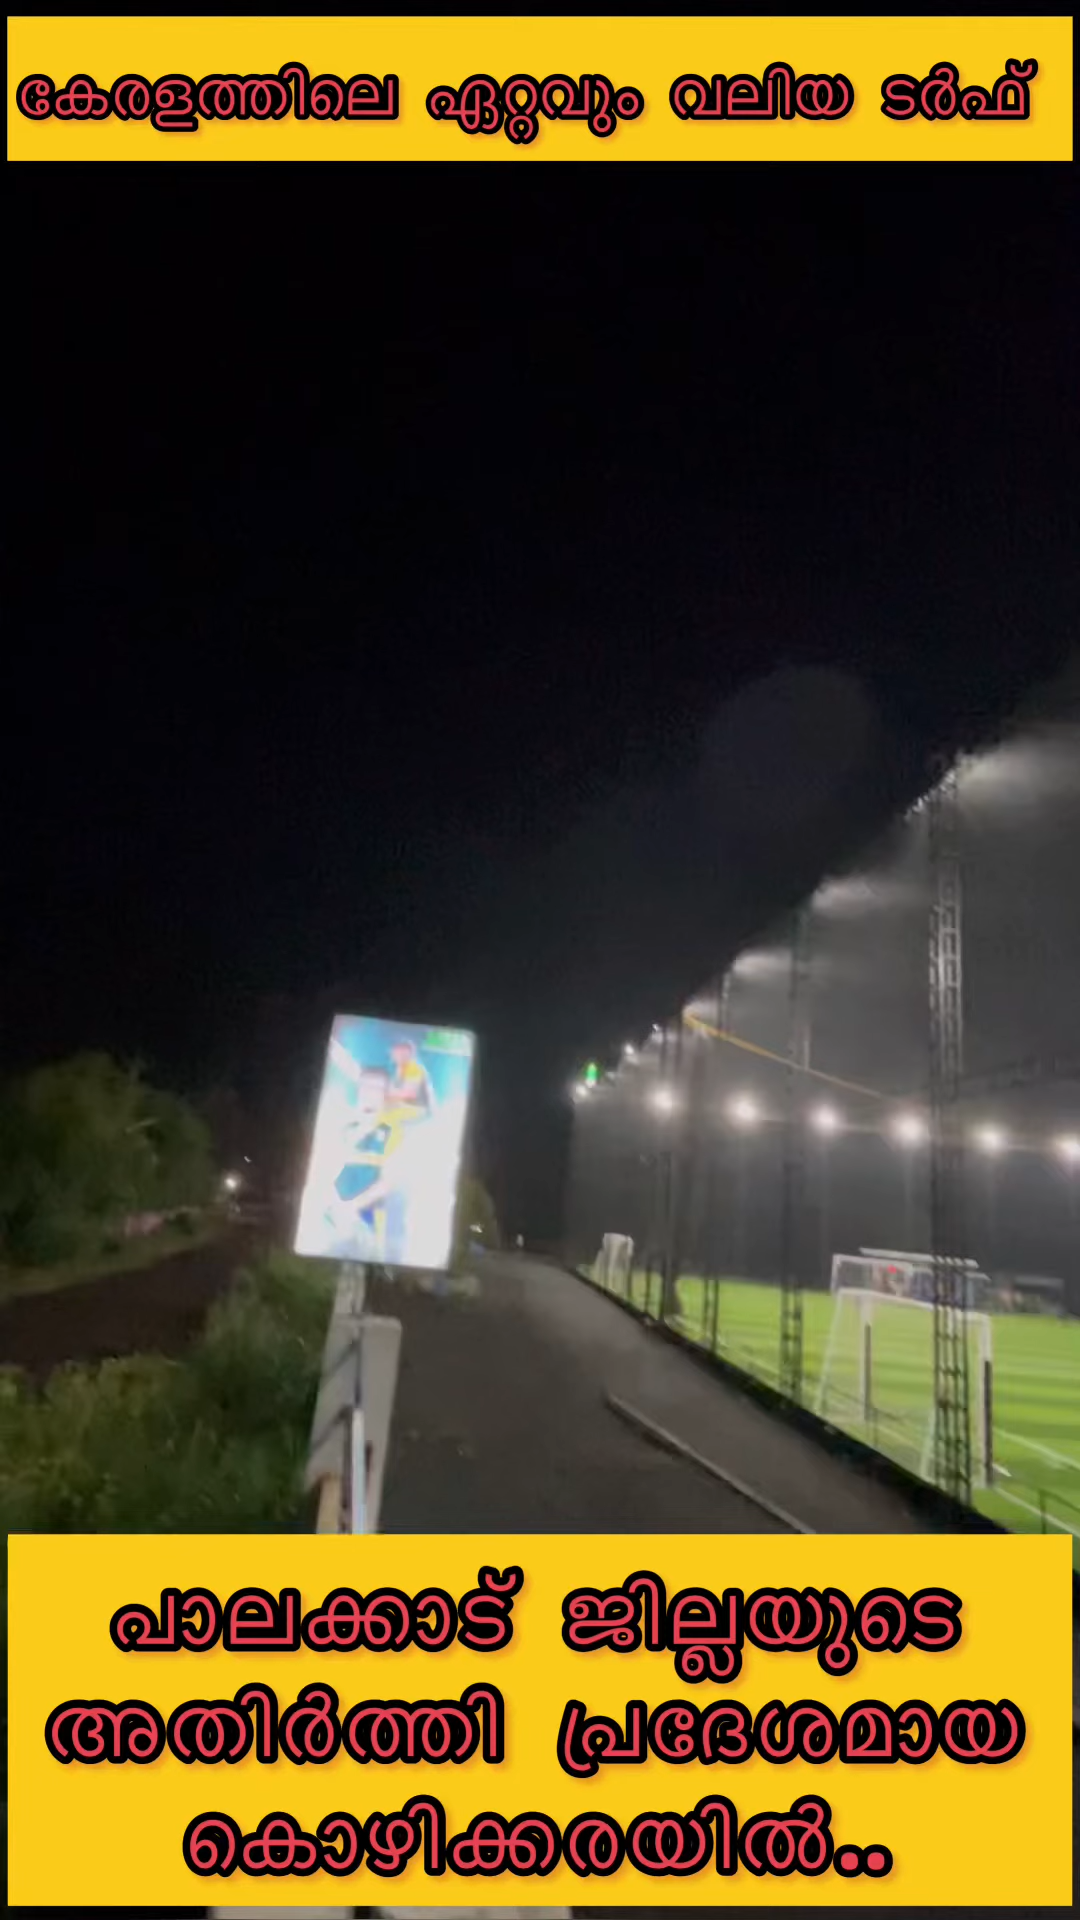 കേരളത്തിലെ ഏറ്റവും വലിയ ടർഫ്
പാലക്കാട് ജില്ലയുടെ
അതിർത്തി പ്രദേശമായ
കൊഴിക്കരയിൽ..